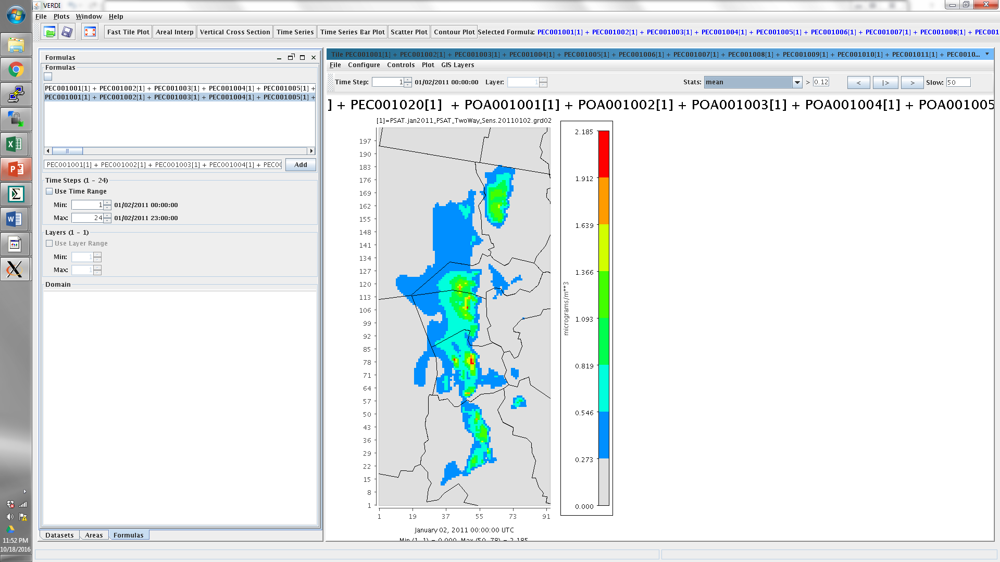 VERDI
File Plots Window Help
Fast Tile Plot Areal Interp Vertical Cross Section Time Series Time Series Bar Plot Scatter Plot Contour Plot Selected Formula: PEC001001[1] + PEC001002[1] + PEC001003[1] + PEC001004[1] + PEC001005[1] + PEC001006[1] + PEC001007[1] + PEC001008[1] + PEC001
Formulas
Formulas
PEC001001[1] + PEC001002[1] + PEC001003[1] + PEC001004[1] + PEC001005[1] +
PEC001001[1] + PEC001002[1] + PEC001003[1] + PEC001004[1] + PEC001005[1] +
PEC001001[1] + PEC001002[1] + PEC001003[1] + PEC001004[1] + PEC0 Add
Time Steps (1 - 24)
Use Time Range
Min: 1 01/02/2011 00:00:00
Max: 24 01/02/2011 23:00:00
Layers (1 - 1)
Use Layer Range
Min: 1
Max: 1
Domain
Datasets Areas Formulas
Tile PEC001001[1] + PEC001002[1] + PEC001003[1] + PEC001004[1] + PEC001005[1] + PEC001006[1] + PEC001007[1] + PEC001008[1] + PEC001009[1] + PEC001010[1] + PEC001011[1] + PEC0010...
File Configure Controls Plot GIS Layers
Time Step: 1 01/02/2011 00:00:00 Layer: 1 Stats: mean > 0.12 < |> > Slow: 50
] + PEC001020[1] + POA001001[1] + POA001002[1] + POA001003[1] + POA001004[1] + POA001005
[1]=PSAT.jan2011_PSAT_TwoWay_Sens.20110102.grd02
197
190
183
176
169
162
155
148
141
134
127
120
113
106
99
92
85
78
71
64
57
50
43
36
29
22
15
8
1
1 19 37 55 73 91
January 02, 2011 00:00:00 UTC
Min (1, 1) = 0.000, Max (50, 78) = 2.185
2.185
1.912
1.639
1.366
1.093
0.819
0.546
0.273
0.000
micrograms/m**3
11:52 PM
10/18/2016